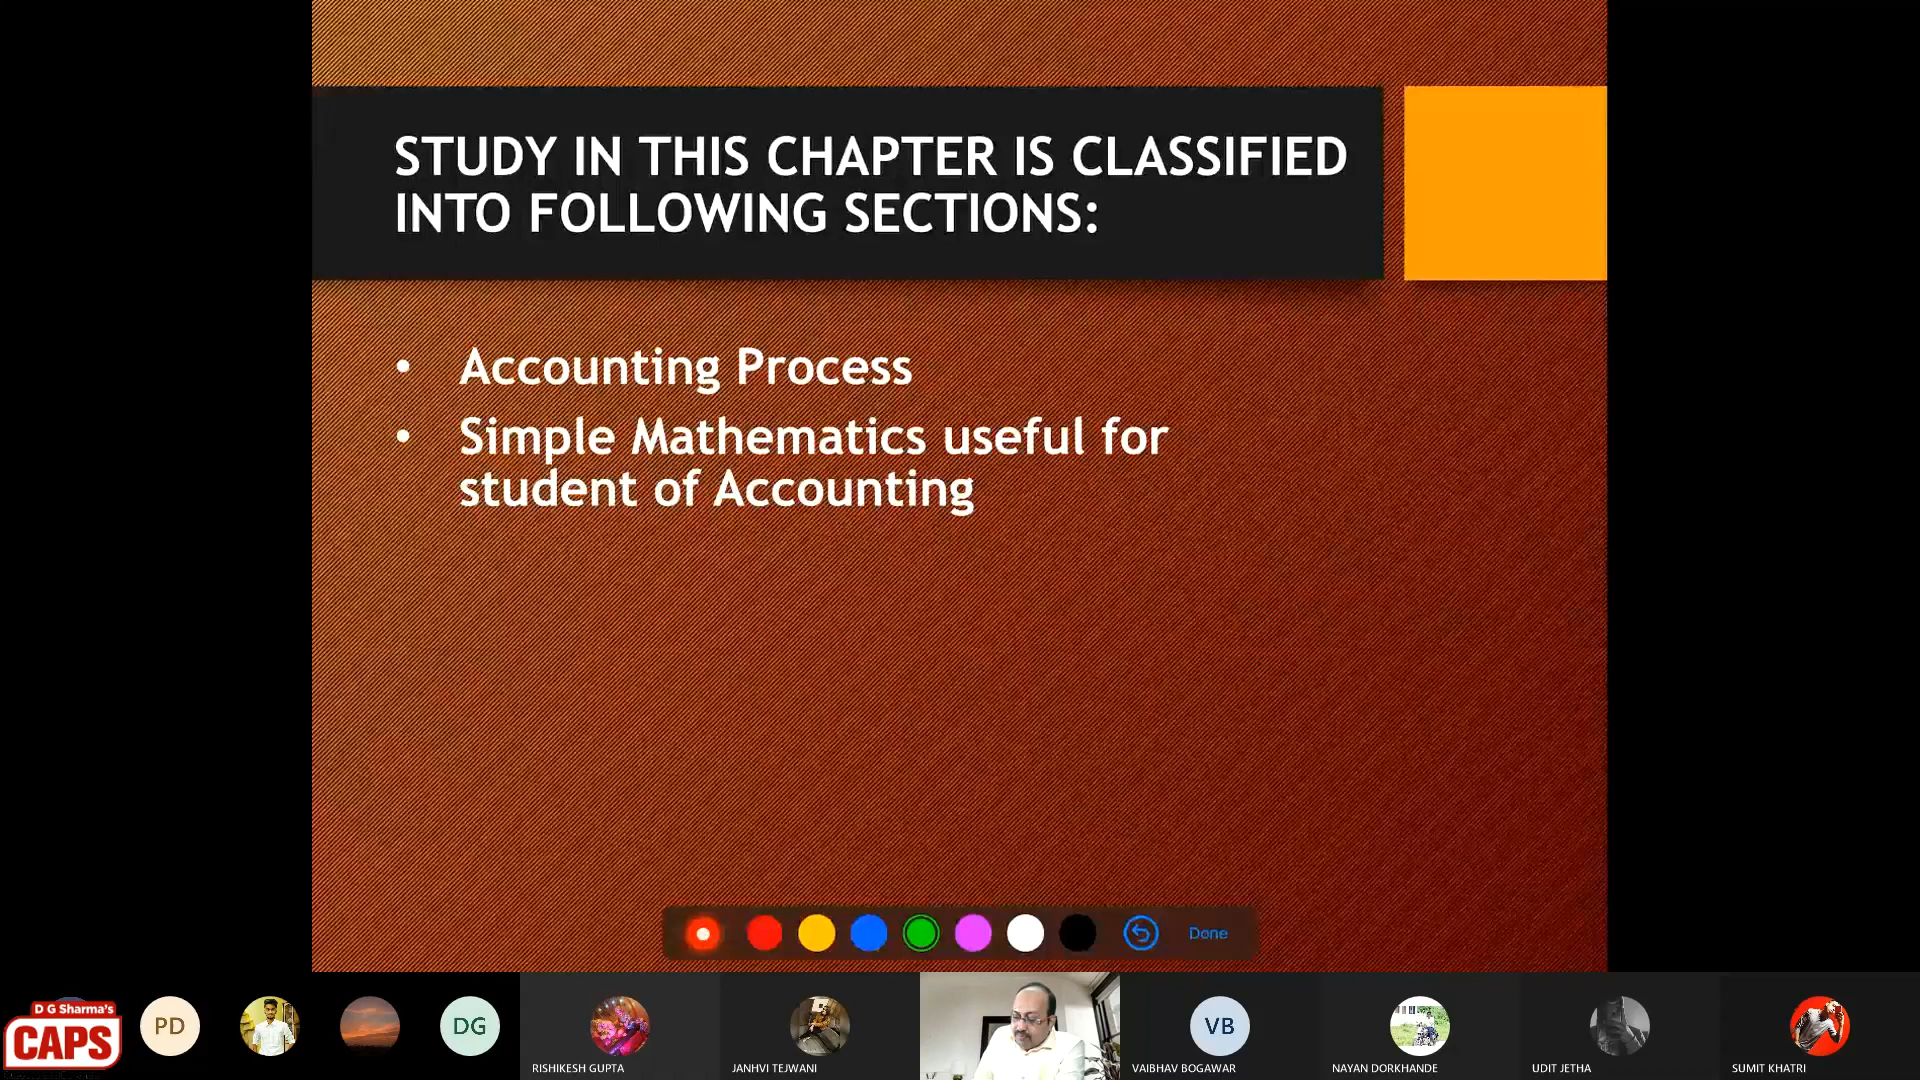 STUDY IN THIS CHAPTER IS CLASSIFIED
INTO FOLLOWING SECTIONS:
• Accounting Process
• Simple Mathematics useful for
student of Accounting
Done
D G Sharma's
CAPS
PD
DG
VB
RISHIKESH GUPTA
JANHVI TEJWANI
VAIBHAV BOGAWAR
NAYAN DORKHANDE
UDIT JETHA
SUMIT KHATRI